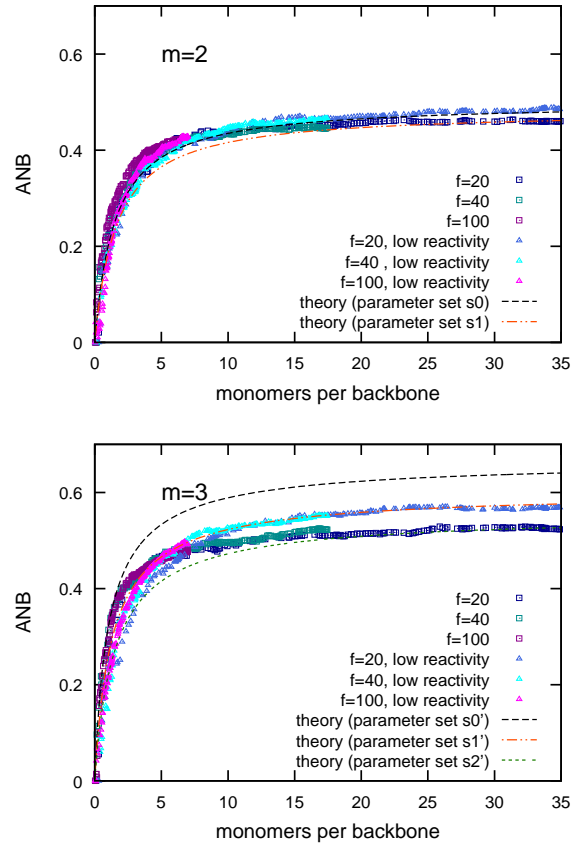 0.6
m=2
0.4
ANB
f=20
f=40
0.2
f=100
f=20, low reactivity
f=40 , low reactivity
f=100, low reactivity
theory (parameter set s0)
theory (parameter set s1)
0
0 5 10 15 20 25 30 35
monomers per backbone
m=3
0.6
0.4
ANB
f=20
f=40
0.2
f=100
f=20, low reactivity
f=40, low reactivity
f=100, low reactivity
theory (parameter set s0’)
theory (parameter set s1’)
theory (parameter set s2’)
0
0 5 10 15 20 25 30 35
monomers per backbone